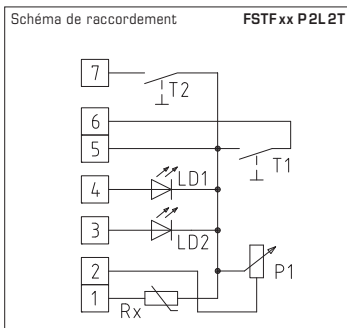 Schéma de raccordement FSTFxx P2L2T
7
T2
6
5
T1
4
LD1
3
LD2
2
P1
1
Rx